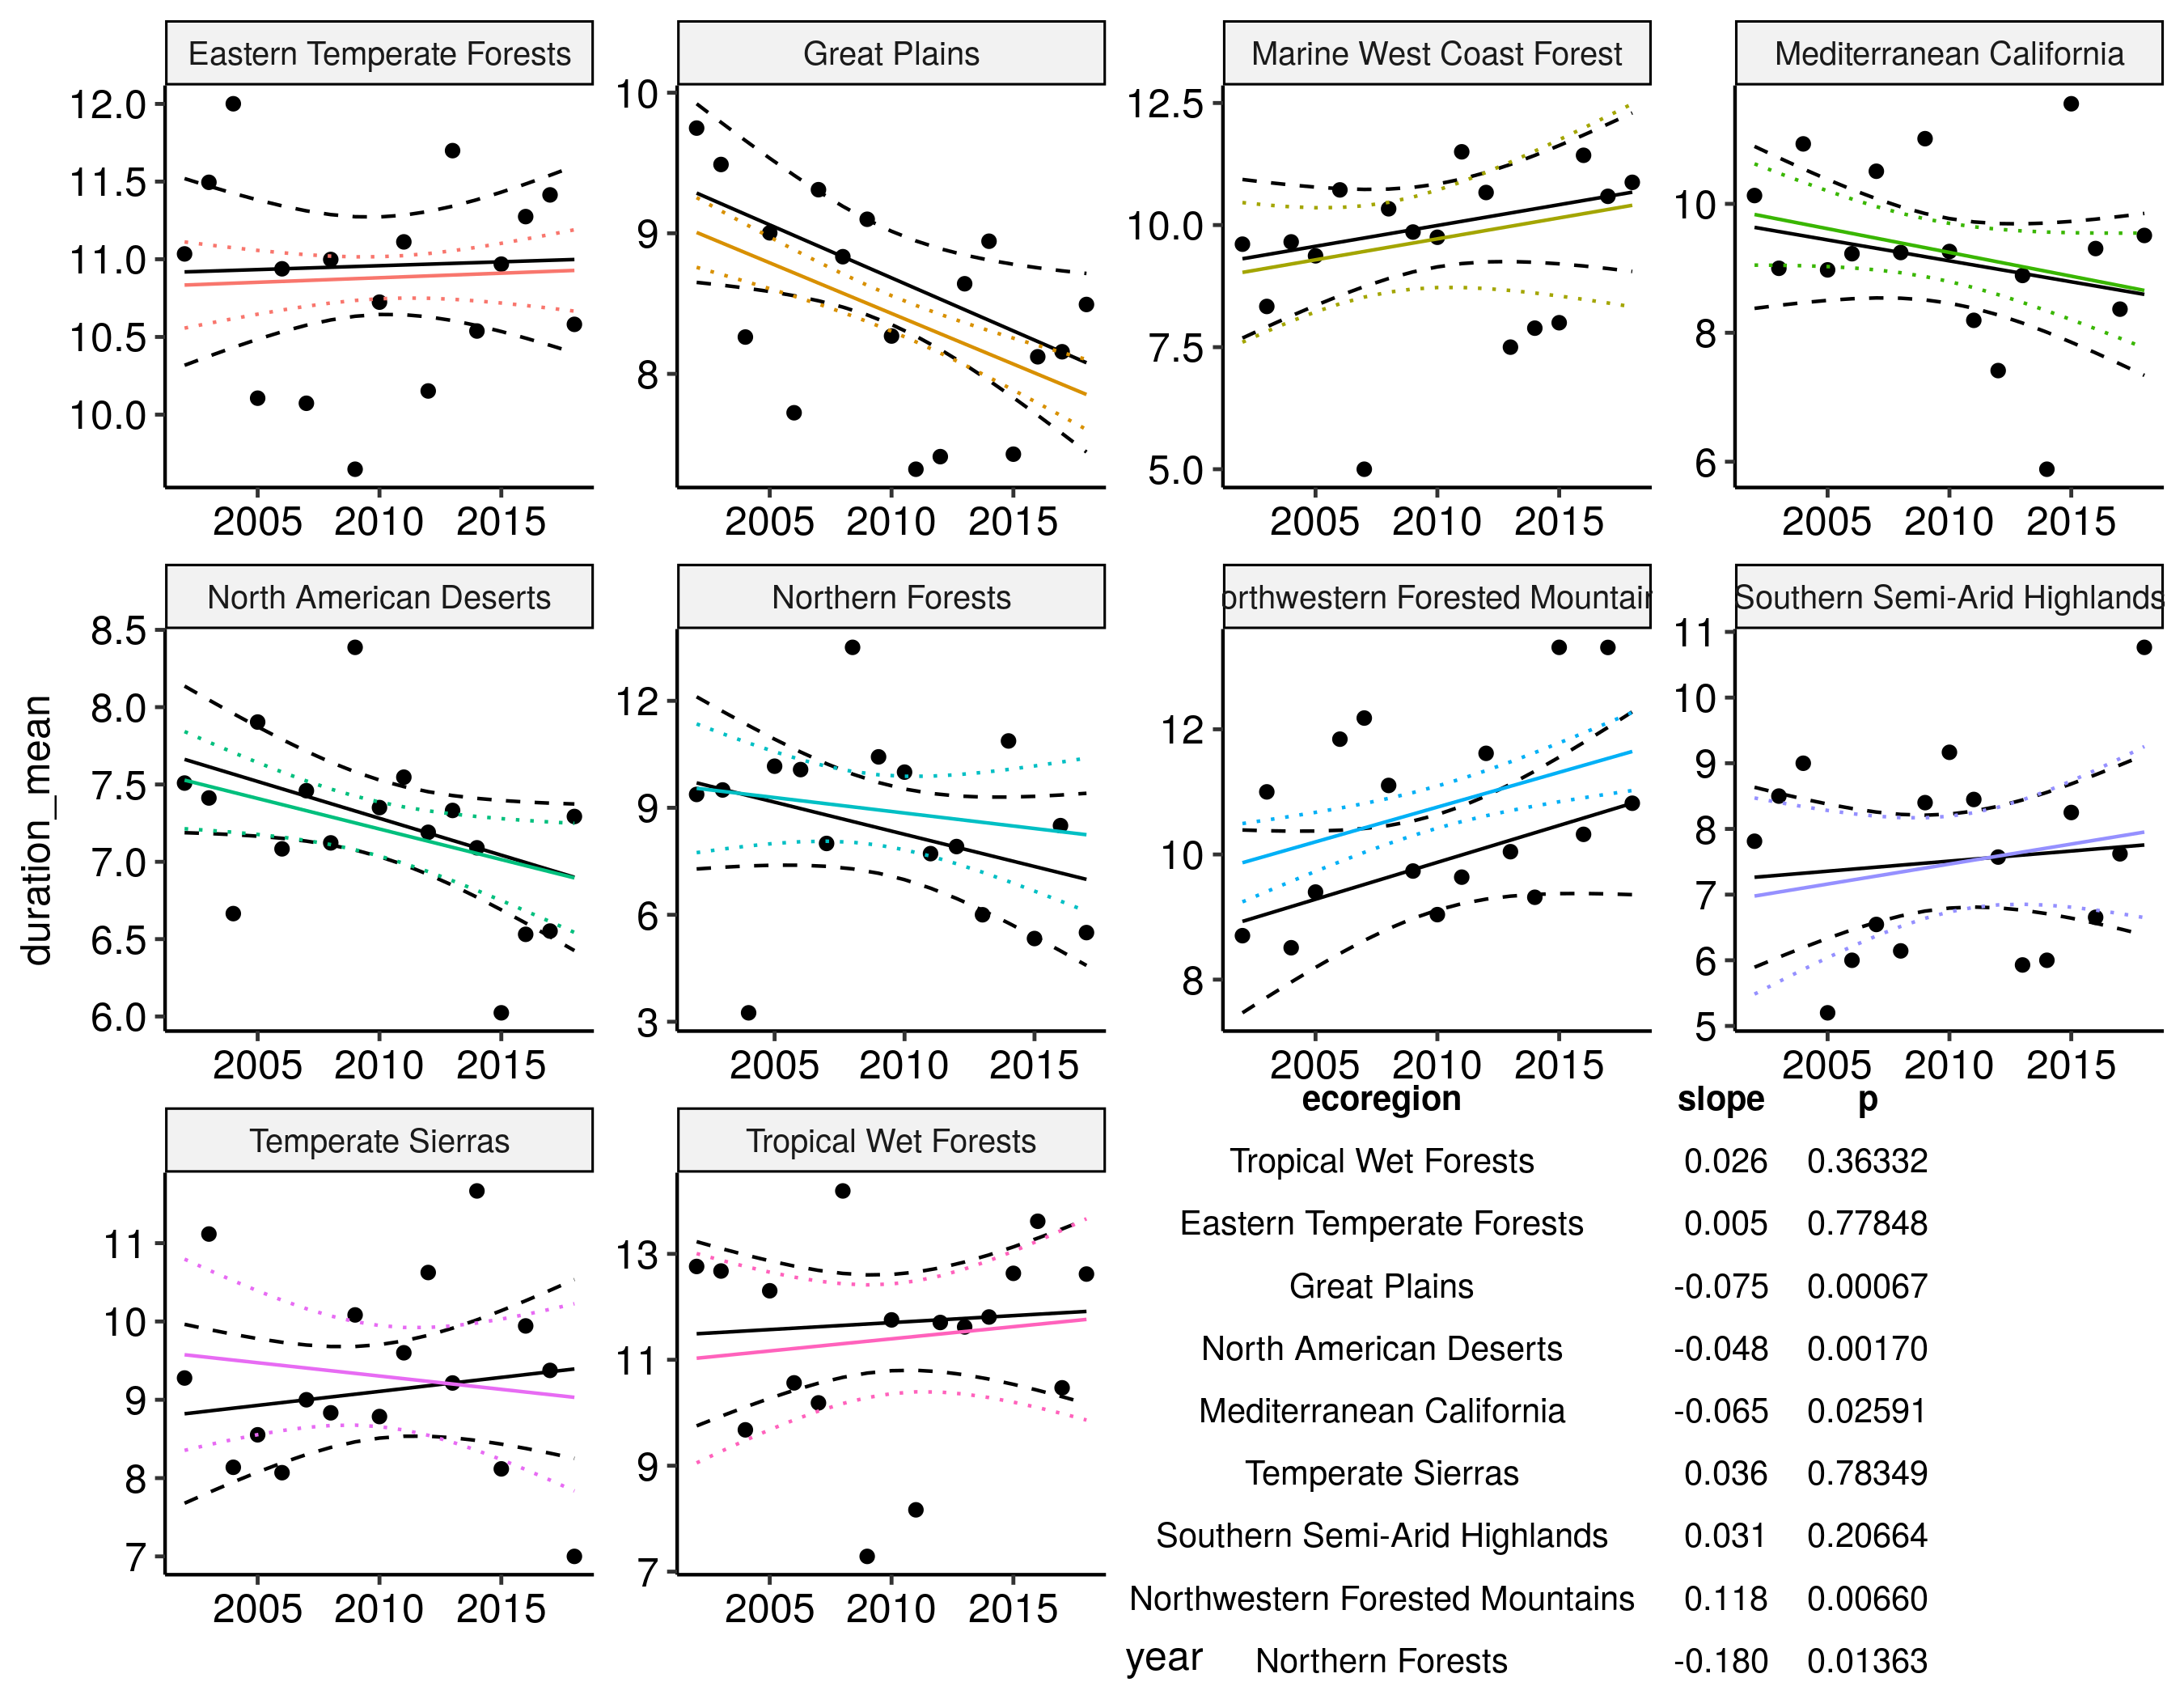 Eastern Temperate Forests
Great Plains
Marine West Coast Forest
Mediterranean California
12.0
11.5
11.0
10.5
10.0
2005 2010 2015
10
9
8
2005 2010 2015
12.5
10.0
7.5
5.0
2005 2010 2015
10
8
6
2005 2010 2015
duration_mean
North American Deserts
Northern Forests
orthwestern Forested Mountain
Southern Semi-Arid Highlands
8.5
8.0
7.5
7.0
6.5
6.0
2005 2010 2015
12
9
6
3
2005 2010 2015
12
10
8
2005 2010 2015
11
10
9
8
7
6
5
2005 2010 2015
Temperate Sierras
Tropical Wet Forests
11
10
9
8
7
2005 2010 2015
13
11
9
7
2005 2010 2015
ecoregion slope p
Tropical Wet Forests 0.026 0.36332
Eastern Temperate Forests 0.005 0.77848
Great Plains -0.075 0.00067
North American Deserts -0.048 0.00170
Mediterranean California -0.065 0.02591
Temperate Sierras 0.036 0.78349
Southern Semi-Arid Highlands 0.031 0.20664
Northwestern Forested Mountains 0.118 0.00660
Northern Forests -0.180 0.01363
year